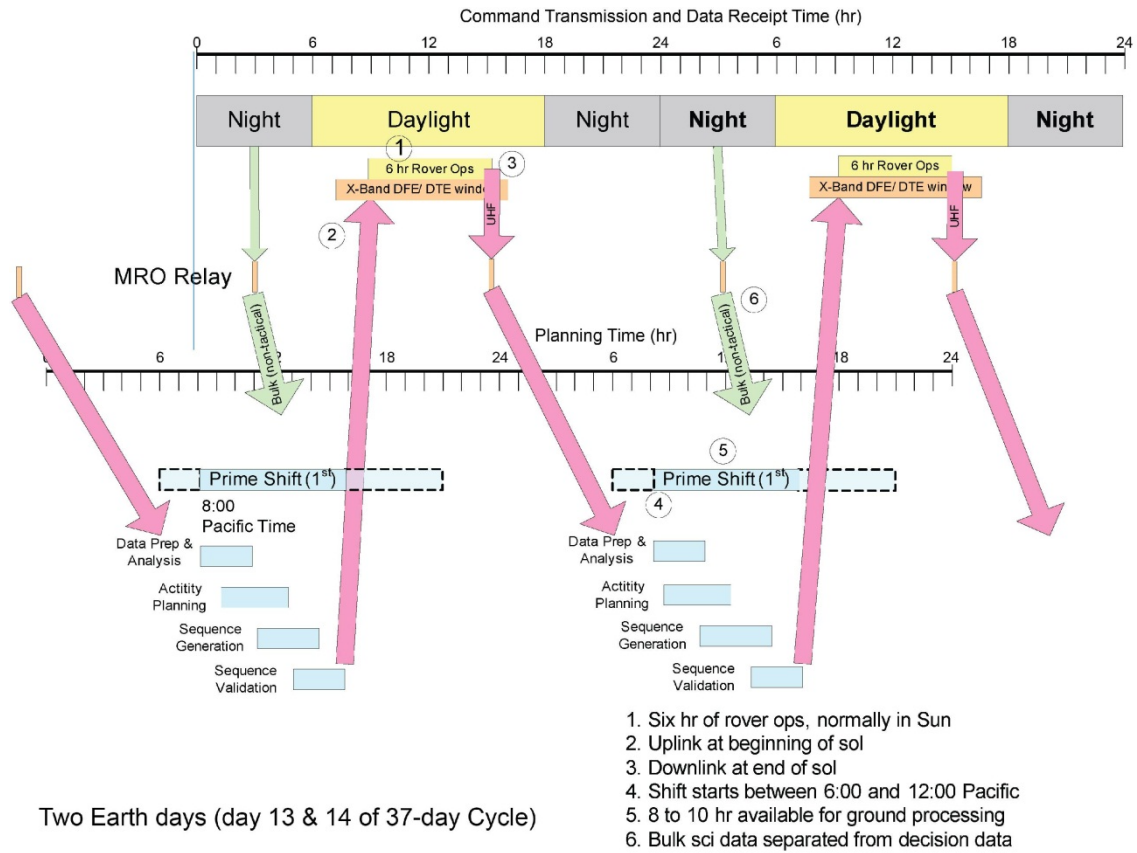 Command Transmission and Data Receipt Time (hr)
0 6 12 18 24 6 12 18 24
Night Daylight Night Night Daylight Night
1
6 hr Rover Ops
3
6 hr Rover Ops
X-Band DFE/ DTE window
X-Band DFE/ DTE window
UHF
UHF
2
MRO Relay
6
Bulk (non-tactical)
Bulk (non-tactical)
Planning Time (hr)
6 18 24 6 18 24
5
Prime Shift (1st)
Prime Shift (1st)
8:00
Pacific Time
4
Data Prep &
Analysis
Data Prep &
Analysis
Actitity
Planning
Actitity
Planning
Sequence
Generation
Sequence
Generation
Sequence
Validation
Sequence
Validation
1. Six hr of rover ops, normally in Sun
2. Uplink at beginning of sol
3. Downlink at end of sol
4. Shift starts between 6:00 and 12:00 Pacific
5. 8 to 10 hr available for ground processing
6. Bulk sci data separated from decision data
Two Earth days (day 13 & 14 of 37-day Cycle)